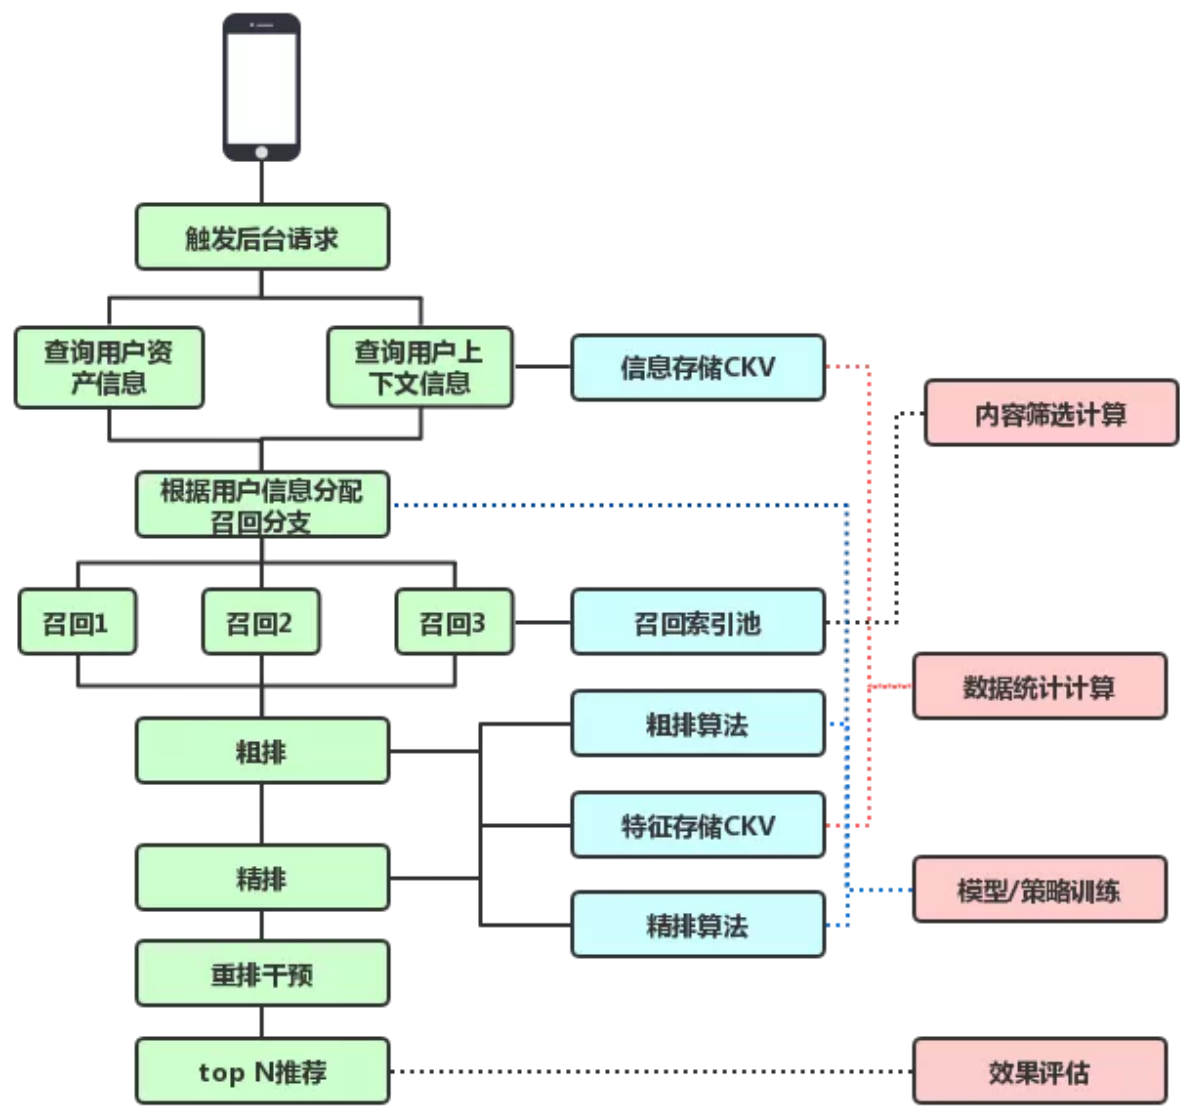 触发后台请求
查询用户资
产信息
查询用户上
下文信息
信息存储CKV
内容筛选计算
根据用户信息分配
召回分支
召回1
召回2
召回3
召回索引池
数据统计计算
粗排
粗排算法
特征存储CKV
精排
模型/策略训练
精排算法
重排干预
top N推荐
效果评估